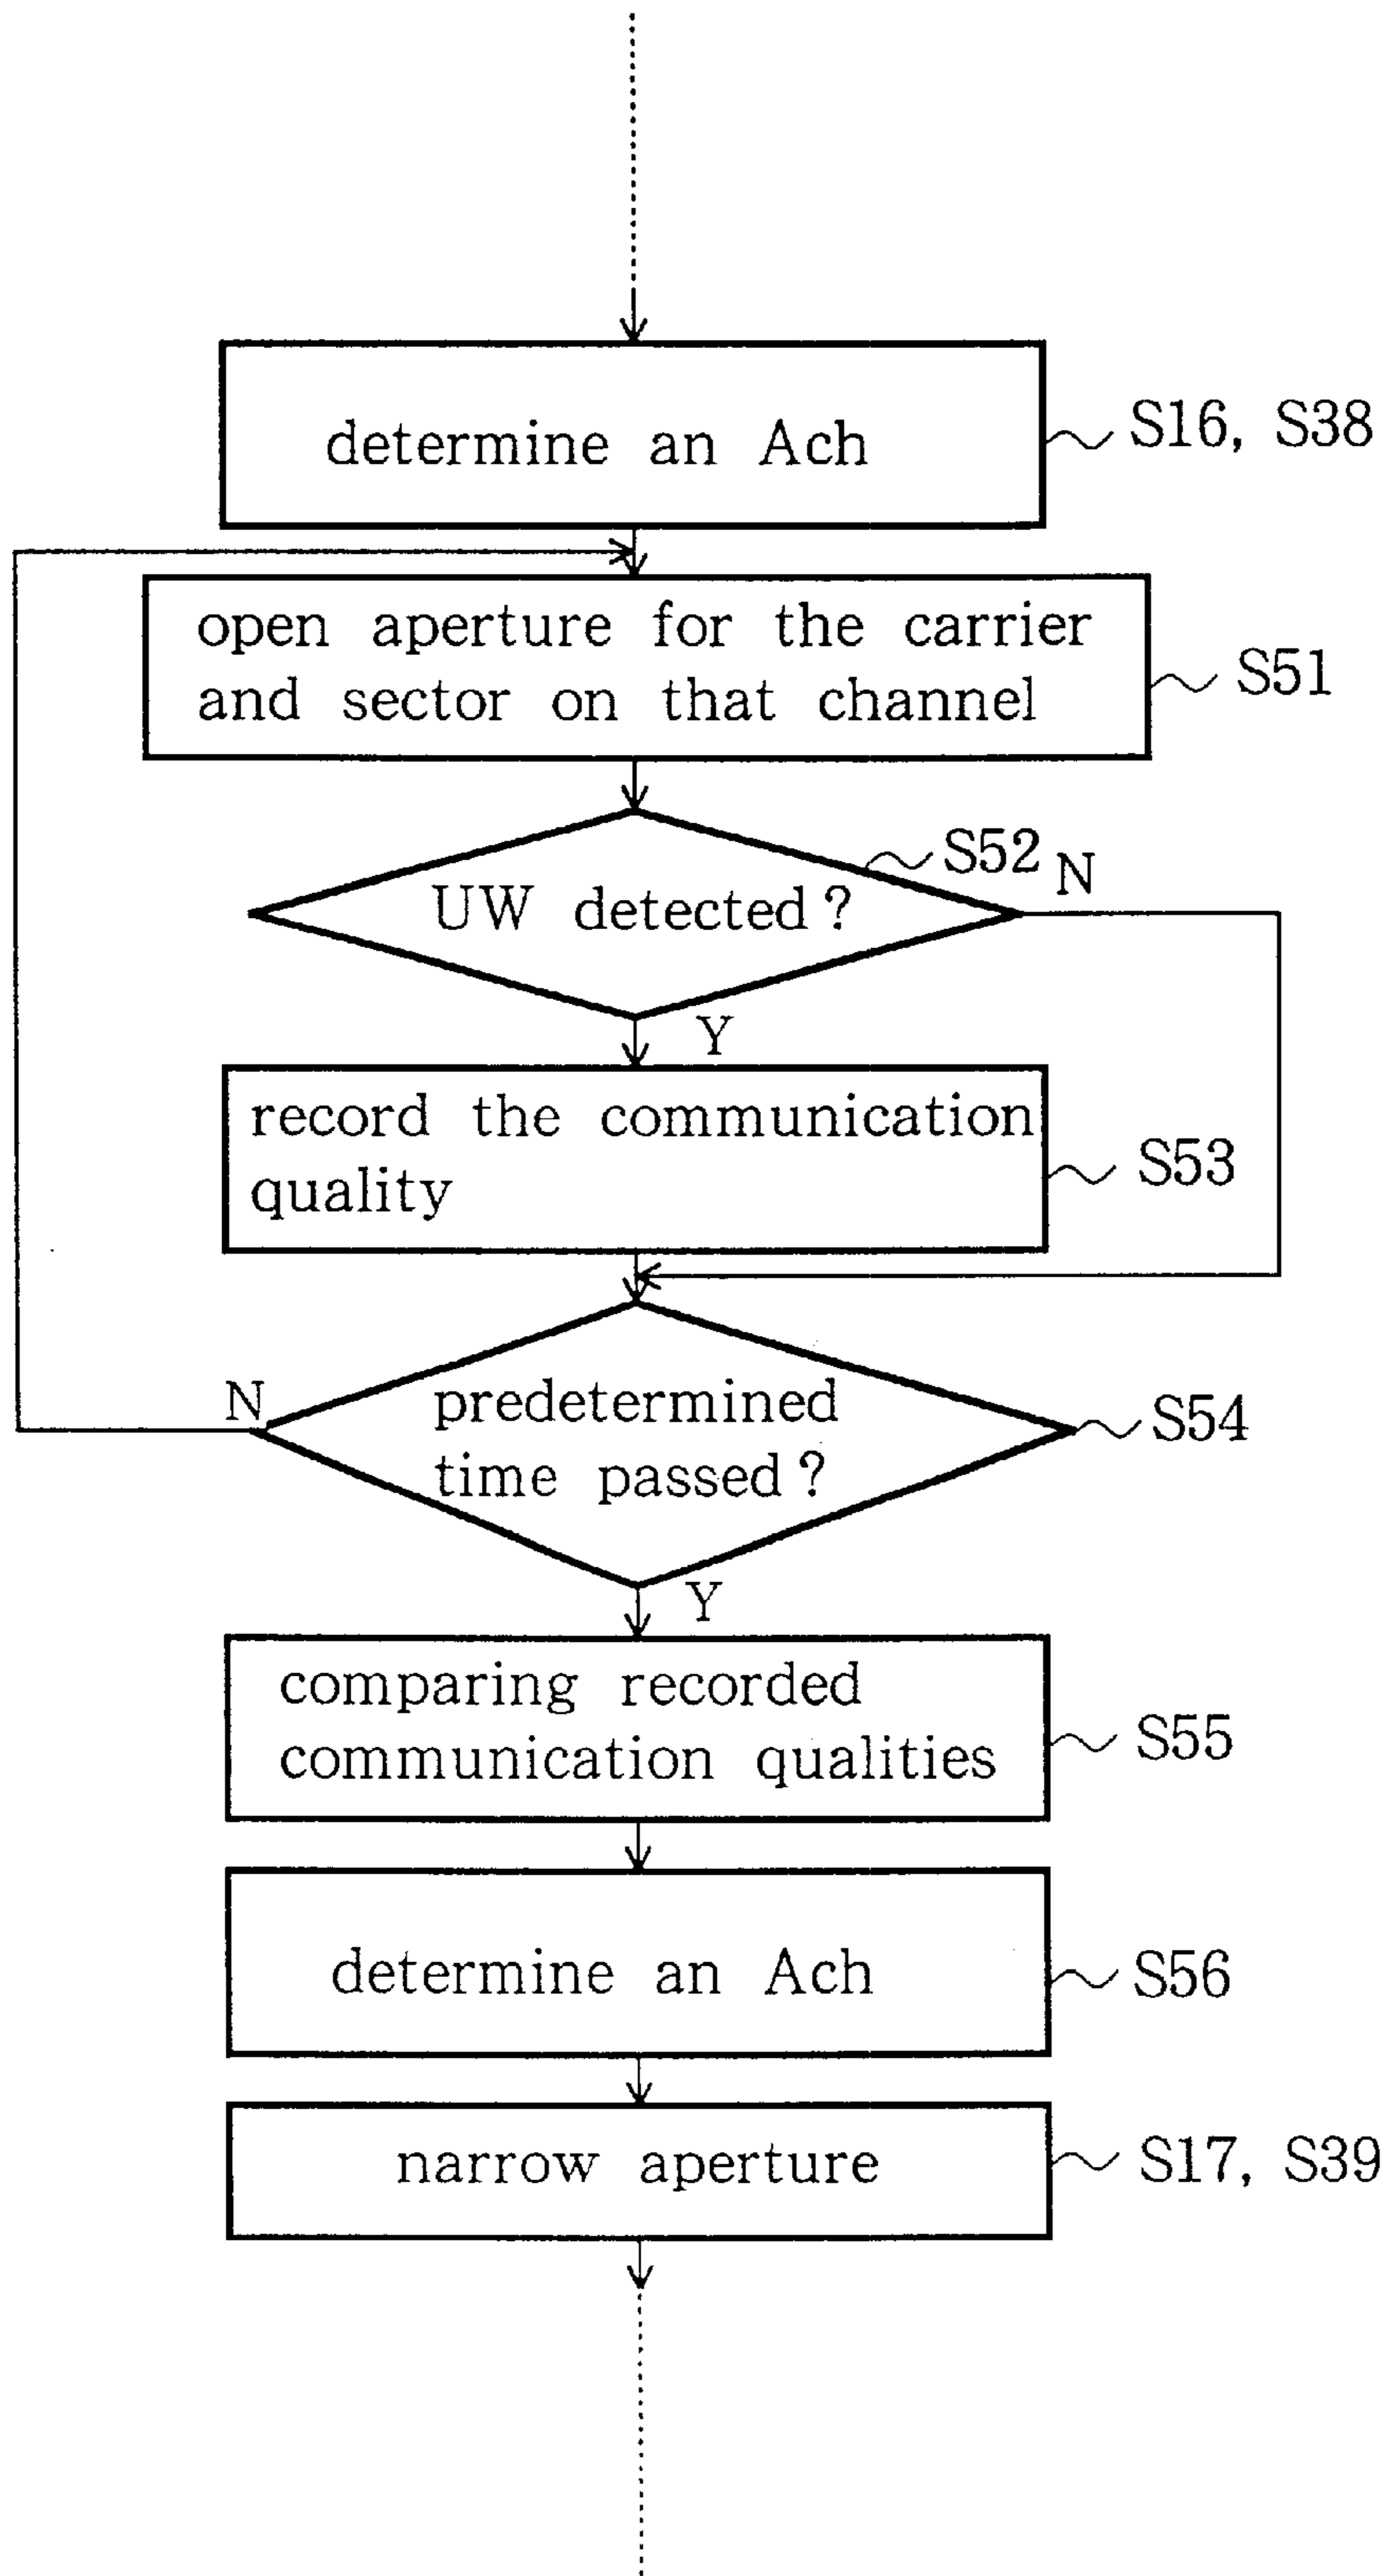 determine an Ach
S16, S38
open aperture for the carrier
and sector on that channel
S51
UW detected?
S52
N
Y
record the communication
quality
S53
predetermined
time passed?
S54
N
Y
comparing recorded
communication qualities
S55
determine an Ach
S56
narrow aperture
S17, S39